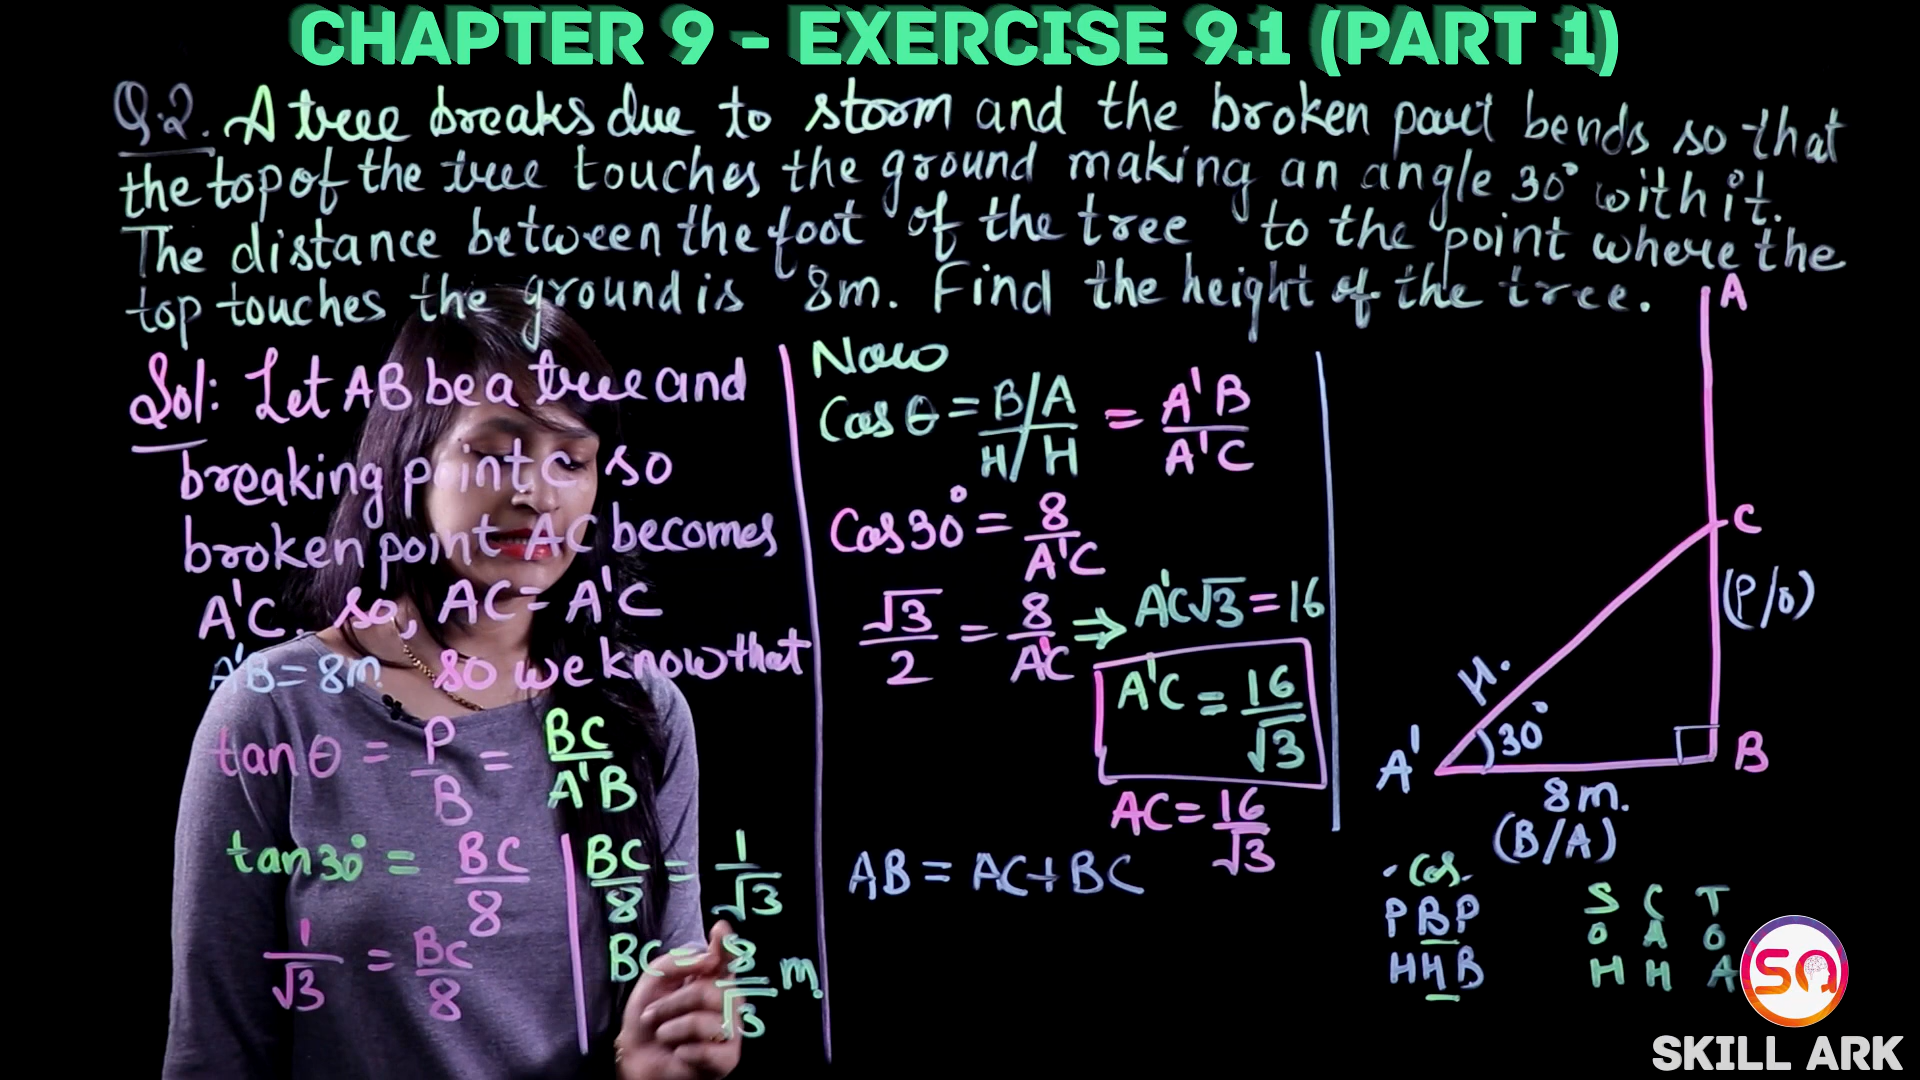 CHAPTER 9 - EXERCISE 9.1 (PART 1)
Q.2. A tree breaks due to storm and the broken part bends so that
the top of the tree touches the ground making an angle 30° with it.
The distance between the foot of the tree to the point where the
top touches the ground is 8m. Find the height of the tree.
Sol: Let AB be a tree and
breaking point C so
broken point AC becomes
A'C. so, AC = A'C
A'B = 8m so we know that
tan θ = P/B = BC/A'B
tan 30° = BC/8
1/√3 = BC/8
BC/8 = 1/√3
BC = 8/√3 m.
Now
Cos θ = B/A / H/H = A'B/A'C
Cos 30° = 8/A'C
√3/2 = 8/A'C ⇒ A'C√3 = 16
A'C = 16/√3
AC = 16/√3
AB = AC + BC
A
C
(P/O)
H.
30°
A'
B
8m.
(B/A)
- Cos -
P B P
H H B
S C T
O A O
H H A
SA
SKILL ARK